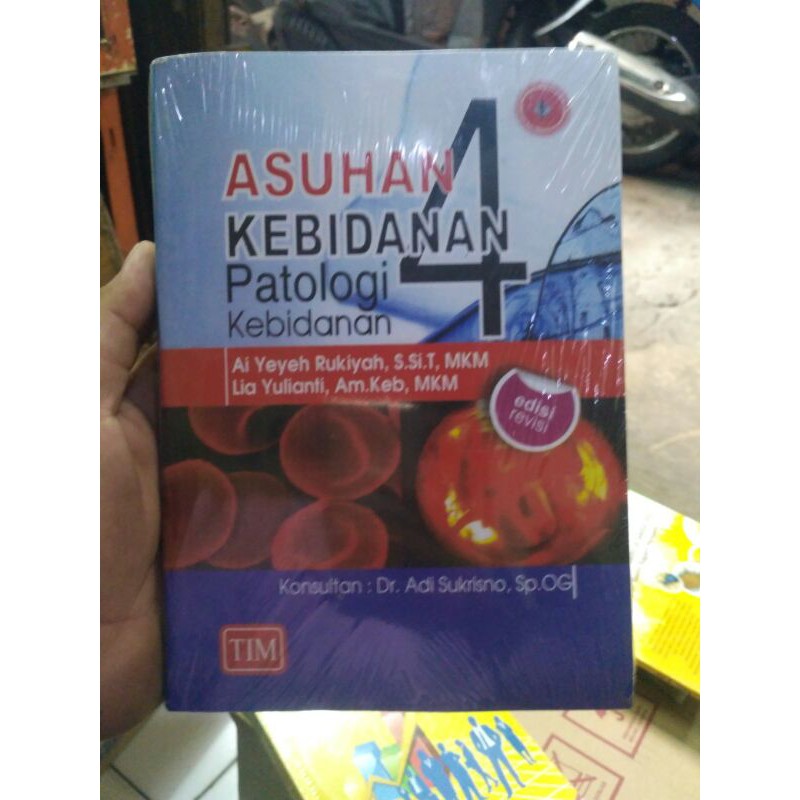 ASUHAN
KEBIDANAN
4
Patologi
Kebidanan
Ai Yeyeh Rukiyah, S.Si.T, MKM
Lia Yulianti, Am.Keb, MKM
edisi
revisi
Konsultan : Dr. Adi Sukrisno, Sp.OG
TIM